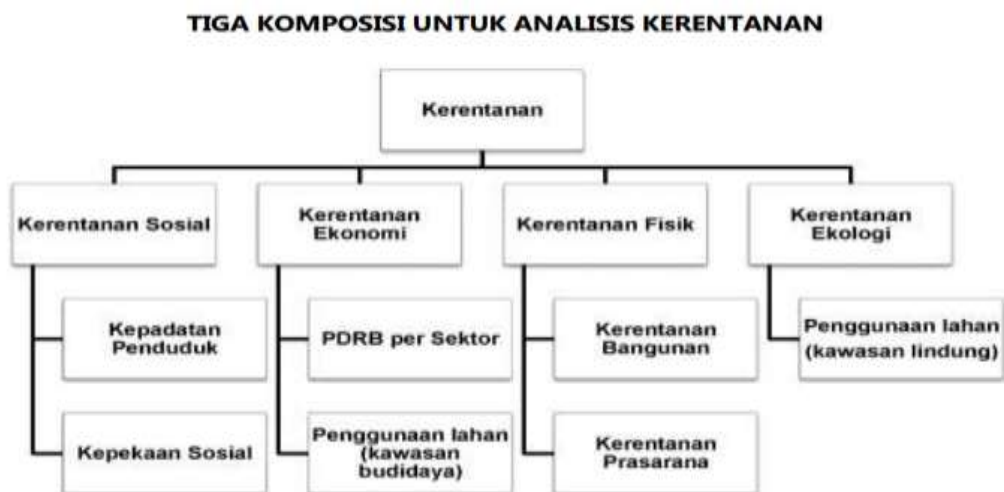 TIGA KOMPOSISI UNTUK ANALISIS KERENTANAN
Kerentanan
Kerentanan Sosial
Kerentanan
Ekonomi
Kerentanan Fisik
Kerentanan
Ekologi
Kepadatan
Penduduk
PDRB per Sektor
Kerentanan
Bangunan
Penggunaan lahan
(kawasan lindung)
Kepekaan Sosial
Penggunaan lahan
(kawasan
budidaya)
Kerentanan
Prasarana